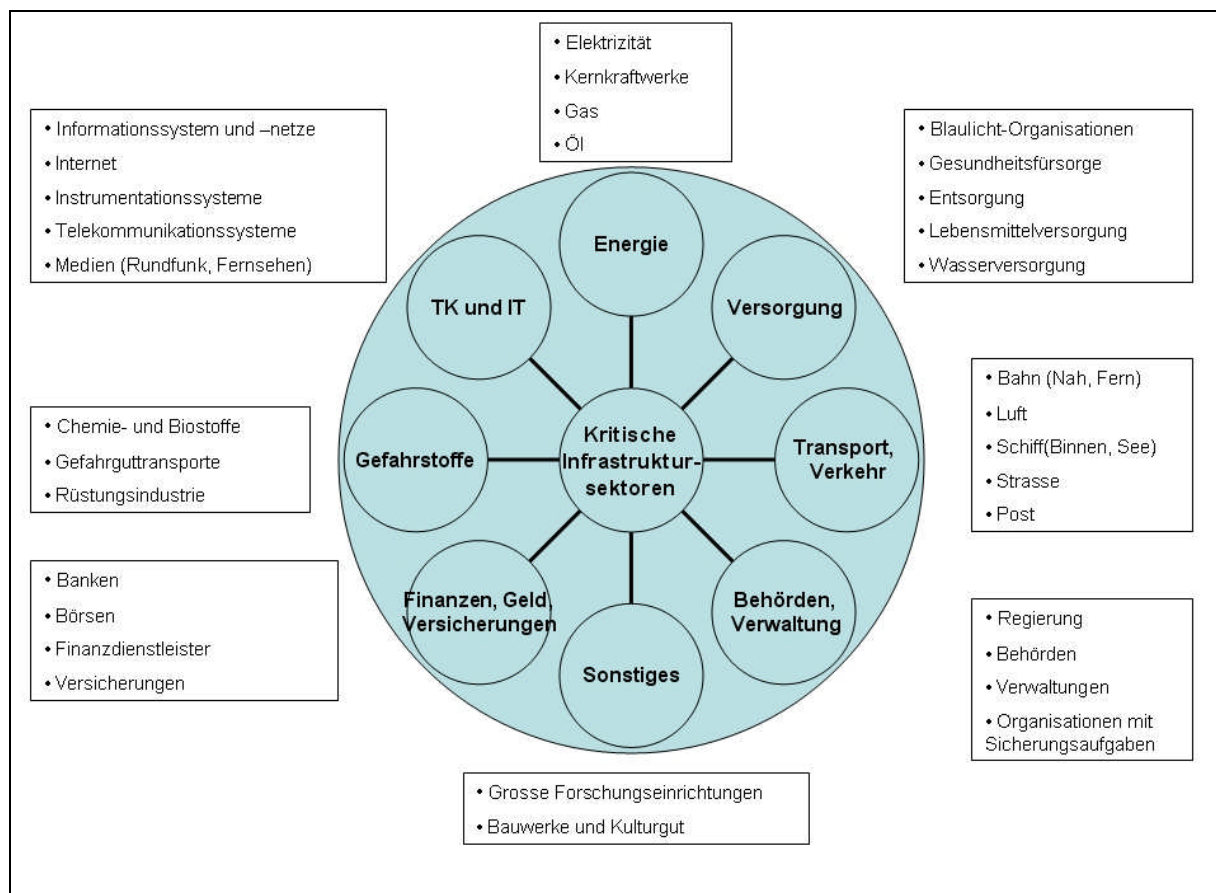 • Elektrizität
• Kernkraftwerke
• Gas
• Öl
• Informationssystem und –netze
• Internet
• Instrumentationssysteme
• Telekommunikationssysteme
• Medien (Rundfunk, Fernsehen)
• Blaulicht-Organisationen
• Gesundheitsfürsorge
• Entsorgung
• Lebensmittelversorgung
• Wasserversorgung
Energie
TK und IT
Versorgung
• Chemie- und Biostoffe
• Gefahrguttransporte
• Rüstungsindustrie
Gefahrstoffe
Kritische
Infrastruktur-
sektoren
Transport,
Verkehr
• Bahn (Nah, Fern)
• Luft
• Schiff(Binnen, See)
• Strasse
• Post
• Banken
• Börsen
• Finanzdienstleister
• Versicherungen
Finanzen, Geld,
Versicherungen
Sonstiges
Behörden,
Verwaltung
• Regierung
• Behörden
• Verwaltungen
• Organisationen mit
Sicherungsaufgaben
• Grosse Forschungseinrichtungen
• Bauwerke und Kulturgut